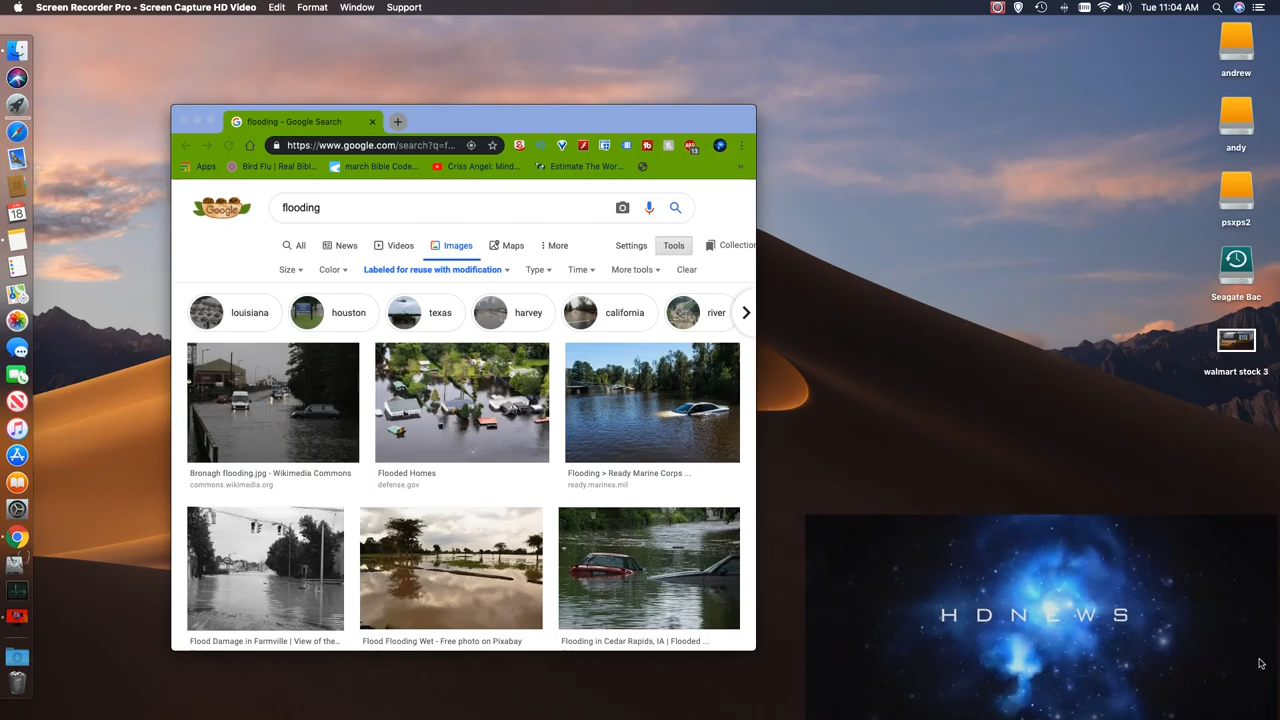 Screen Recorder Pro - Screen Capture HD Video Edit Format Window Support Tue 11:04 AM
flooding - Google Search
https://www.google.com/search?q=f...
13
Apps Bird Flu | Real Bibl... march Bible Code... Criss Angel: Mind... Estimate The Wor... »
Google
flooding
All News Videos Images Maps More Settings Tools Collection
Size Color Labeled for reuse with modification Type Time More tools Clear
louisiana houston texas harvey california river
Bronagh flooding.jpg - Wikimedia Commons
commons.wikimedia.org
Flooded Homes
defense.gov
Flooding > Ready Marine Corps ...
ready.marines.mil
Flood Damage in Farmville | View of the...
Flood Flooding Wet - Free photo on Pixabay
Flooding in Cedar Rapids, IA | Flooded ...
andrew
andy
psxps2
Seagate Bac
walmart stock 3
18
HDNEWS